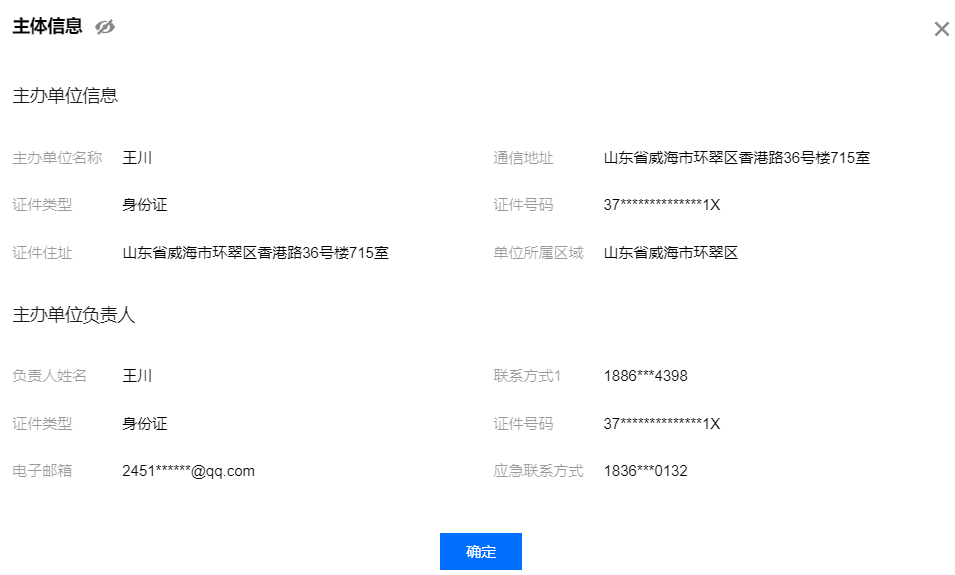 主体信息
主办单位信息
主办单位名称 王川 通信地址 山东省威海市环翠区香港路36号楼715室
证件类型 身份证 证件号码 37**************1X
证件住址 山东省威海市环翠区香港路36号楼715室 单位所属区域 山东省威海市环翠区
主办单位负责人
负责人姓名 王川 联系方式1 1886***4398
证件类型 身份证 证件号码 37**************1X
电子邮箱 2451******@qq.com 应急联系方式 1836***0132
确定